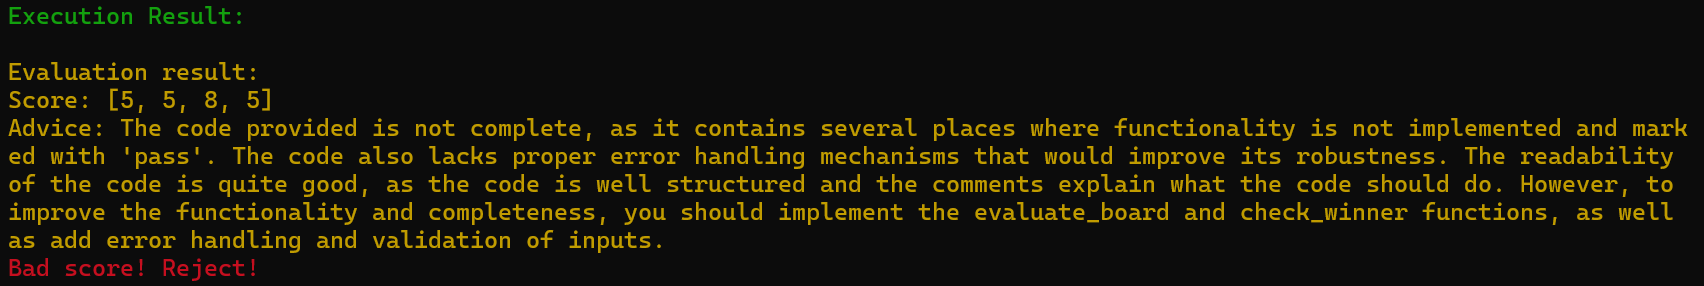 Execution Result:
Evaluation result:
Score: [5, 5, 8, 5]
Advice: The code provided is not complete, as it contains several places where functionality is not implemented and mark
ed with 'pass'. The code also lacks proper error handling mechanisms that would improve its robustness. The readability
of the code is quite good, as the code is well structured and the comments explain what the code should do. However, to
improve the functionality and completeness, you should implement the evaluate_board and check_winner functions, as well
as add error handling and validation of inputs.
Bad score! Reject!